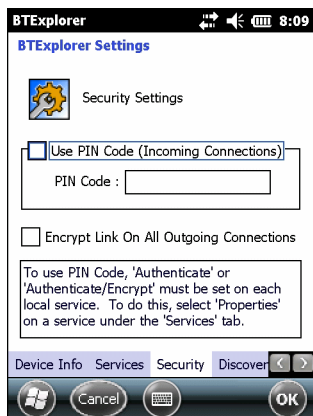 BTExplorer 8:09
BTExplorer Settings
Security Settings
Use PIN Code (Incoming Connections)
PIN Code :
Encrypt Link On All Outgoing Connections
To use PIN Code, 'Authenticate' or
'Authenticate/Encrypt' must be set on each
local service. To do this, select 'Properties'
on a service under the 'Services' tab.
Device Info Services Security Discover
Cancel OK